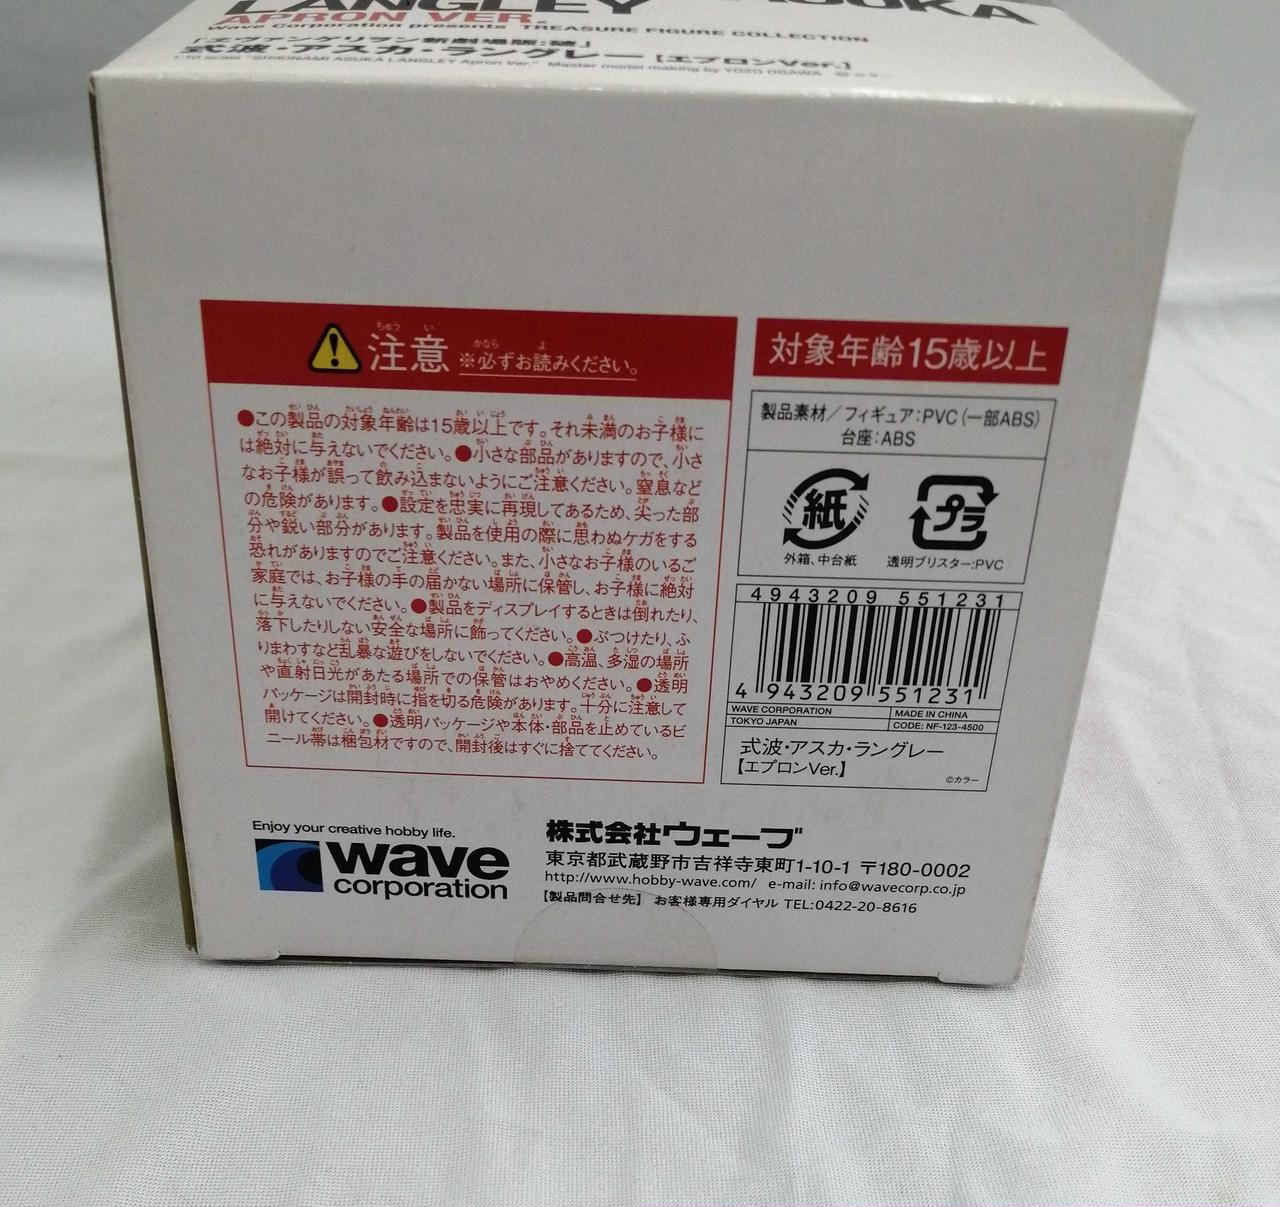 LANGLEY ASUKA
APRON VER.
Wave Corporation presents TREASURE FIGURE COLLECTION
「ヱヴァンゲリヲン新劇場版:破」
式波・アスカ・ラングレー [エプロンVer.]
1:10 scale "SHIKINAMI ASUKA LANGLEY Apron Ver." Master model making by YOZO OGAWA ©カラー
注意 ※必ずお読みください。
●この製品の対象年齢は15歳以上です。それ未満のお子様に
は絶対に与えないでください。●小さな部品がありますので、小さ
なお子様が誤って飲み込まないようにご注意ください。窒息など
の危険があります。●設定を忠実に再現してあるため、尖った部
分や鋭い部分があります。製品を使用の際に思わぬケガをする
恐れがありますのでご注意ください。また、小さなお子様のいるご
家庭では、お子様の手の届かない場所に保管し、お子様に絶対
に与えないでください。●製品をディスプレイするときは倒れたり、
落下したりしない安全な場所に飾ってください。●ぶつけたり、ふ
りまわすなど乱暴な遊びをしないでください。●高温、多湿の場所
や直射日光があたる場所での保管はおやめください。●透明
パッケージは開封時に指を切る危険があります。十分に注意して
開けてください。●透明パッケージや本体・部品を止めているビ
ニール帯は梱包材ですので、開封後はすぐに捨ててください。
対象年齢15歳以上
製品素材/フィギュア:PVC(一部ABS)
台座:ABS
紙 プラ
外箱、中台紙 透明ブリスター:PVC
4943209 551231
4 943209 551231
WAVE CORPORATION MADE IN CHINA
TOKYO JAPAN CODE: NF-123-4500
式波・アスカ・ラングレー
【エプロンVer.】
©カラー
Enjoy your creative hobby life.
wave
corporation
株式会社ウェーブ
東京都武蔵野市吉祥寺東町1-10-1 〒180-0002
http://www.hobby-wave.com/ e-mail: info@wavecorp.co.jp
【製品問合せ先】 お客様専用ダイヤル TEL:0422-20-8616